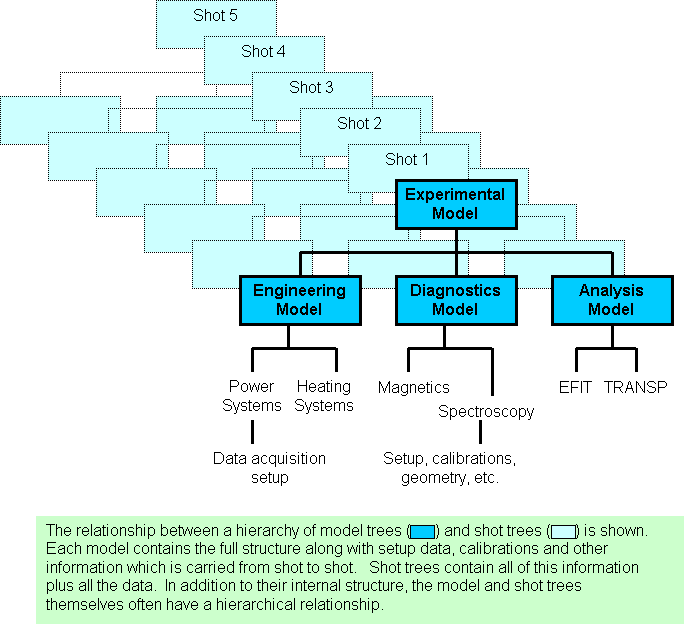 Shot 5
Shot 4
Shot 3
Shot 2
Shot 1
Experimental
Model
Engineering
Model
Diagnostics
Model
Analysis
Model
Power
Systems
Heating
Systems
Magnetics
Spectroscopy
EFIT
TRANSP
Data acquisition
setup
Setup, calibrations,
geometry, etc.
The relationship between a hierarchy of model trees ( ) and shot trees ( ) is shown.
Each model contains the full structure along with setup data, calibrations and other
information which is carried from shot to shot. Shot trees contain all of this information
plus all the data. In addition to their internal structure, the model and shot trees
themselves often have a hierarchical relationship.